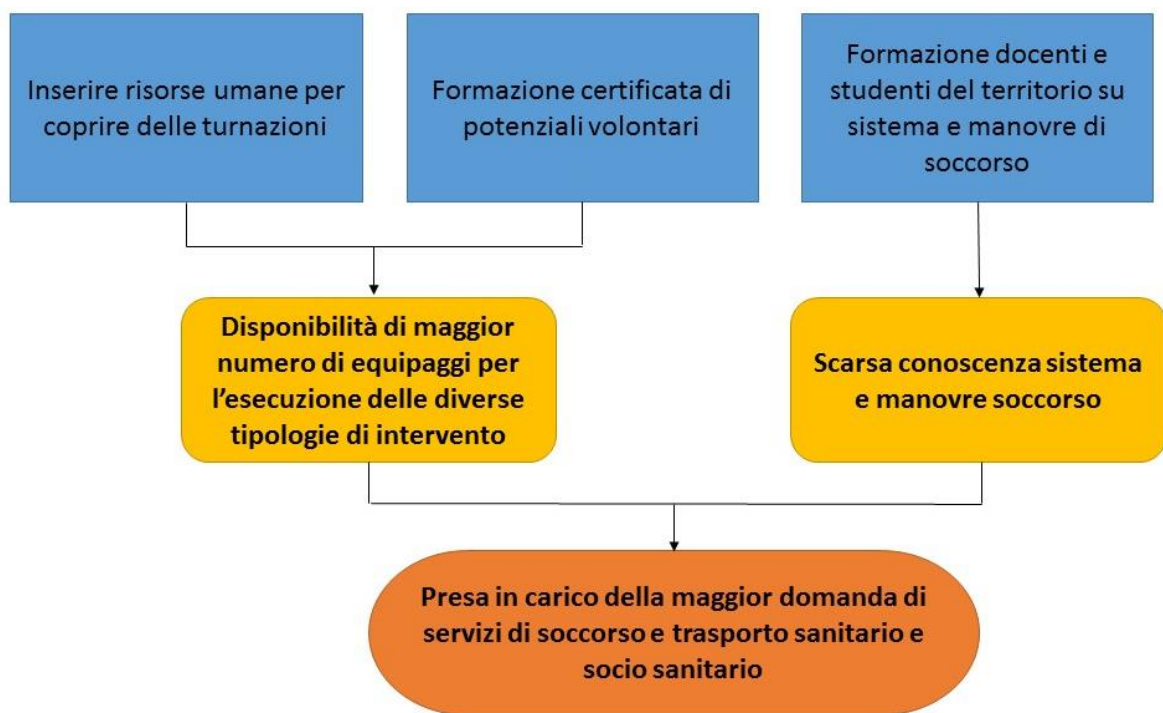 Inserire risorse umane per
coprire delle turnazioni
Formazione certificata di
potenziali volontari
Formazione docenti e
studenti del territorio su
sistema e manovre di
soccorso
Disponibilità di maggior
numero di equipaggi per
l'esecuzione delle diverse
tipologie di intervento
Scarsa conoscenza sistema
e manovre soccorso
Presa in carico della maggior domanda di
servizi di soccorso e trasporto sanitario e
socio sanitario